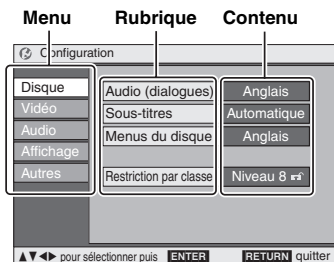 Menu Rubrique Contenu
Configuration
Disque Audio (dialogues) Anglais
Vidéo Sous-titres Automatique
Audio Menus du disque Anglais
Affichage
Autres Restriction par classe Niveau 8
▲▼◀▶ pour sélectionner puis ENTER RETURN quitter